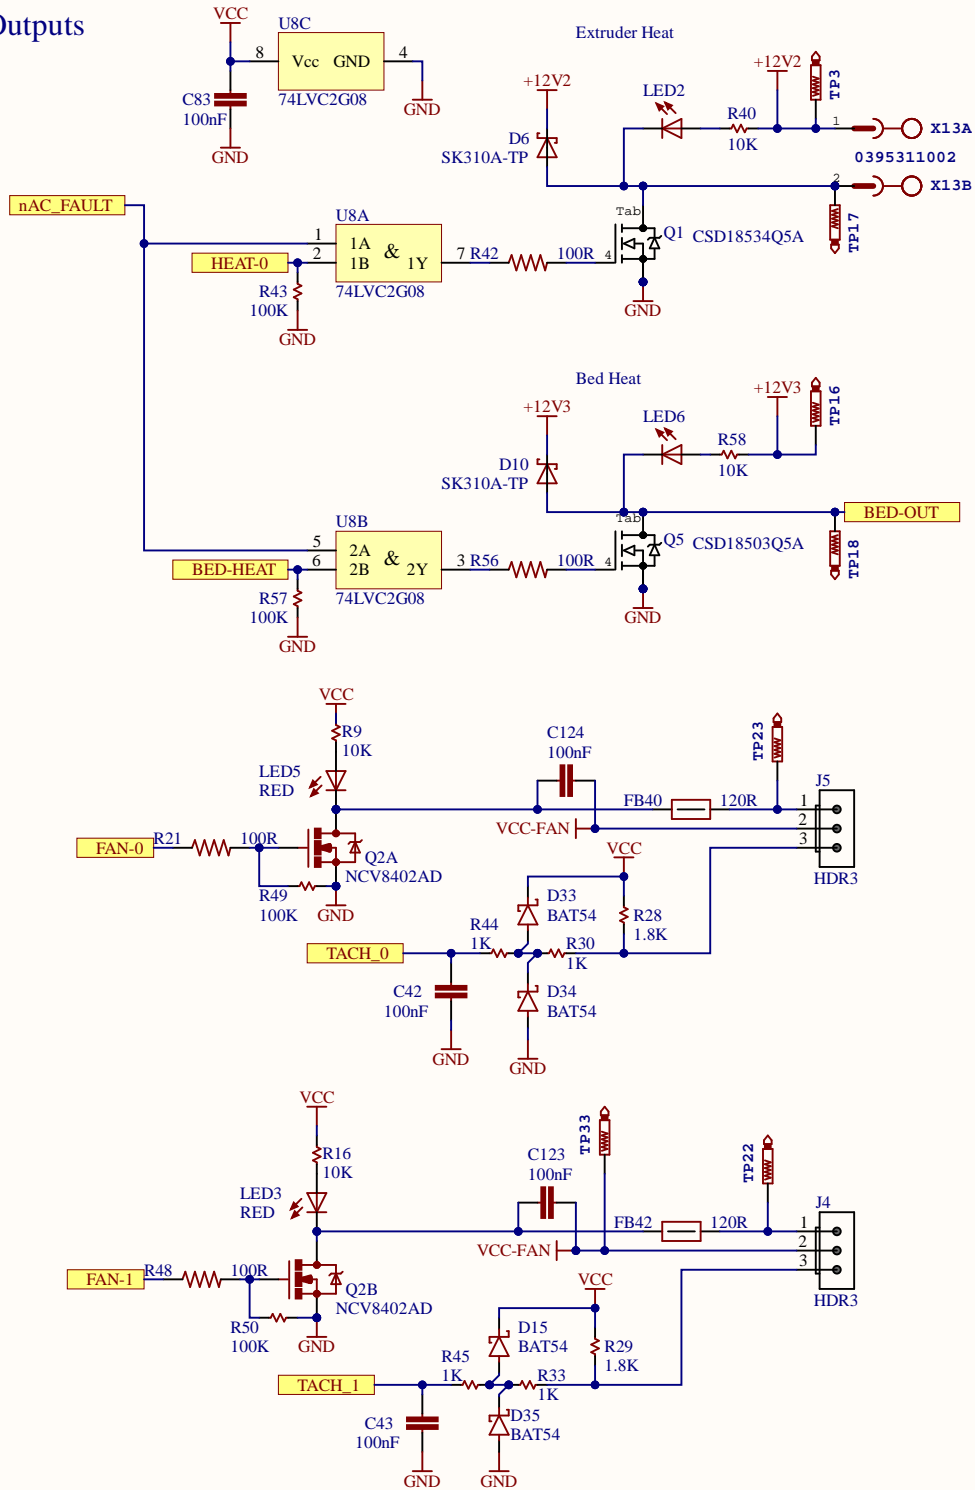 Outputs
VCC
U8C
8 Vcc GND 4
74LVC2G08
C83
100nF
GND
GND
Extruder Heat
+12V2
LED2
+12V2
TP3
R40
10K
1 X13A
0395311002
2 X13B
D6
SK310A-TP
TP17
nAC_FAULT
U8A
1 1A & 1Y 7
2 1B
74LVC2G08
HEAT-0
R43
100K
GND
R42 100R
Tab
4
Q1 CSD18534Q5A
GND
Bed Heat
+12V3
LED6
+12V3
TP16
R58
10K
D10
SK310A-TP
BED-OUT
TP18
U8B
5 2A & 2Y 3
6 2B
74LVC2G08
BED-HEAT
R57
100K
GND
R56 100R
Tab
4
Q5 CSD18503Q5A
GND
VCC
R9
10K
LED5
RED
C124
100nF
TP23
J5
FB40 120R
1
VCC-FAN
2
3
HDR3
FAN-0
R21 100R
Q2A
NCV8402AD
R49
100K
GND
VCC
D33
BAT54
R28
1.8K
TACH_0
R44
1K
R30
1K
C42
100nF
D34
BAT54
GND
GND
VCC
R16
10K
LED3
RED
C123
100nF
TP33
TP22
J4
FB42 120R
1
VCC-FAN
2
3
HDR3
FAN-1
R48 100R
Q2B
NCV8402AD
R50
100K
GND
VCC
D15
BAT54
R29
1.8K
TACH_1
R45
1K
R33
1K
C43
100nF
D35
BAT54
GND
GND